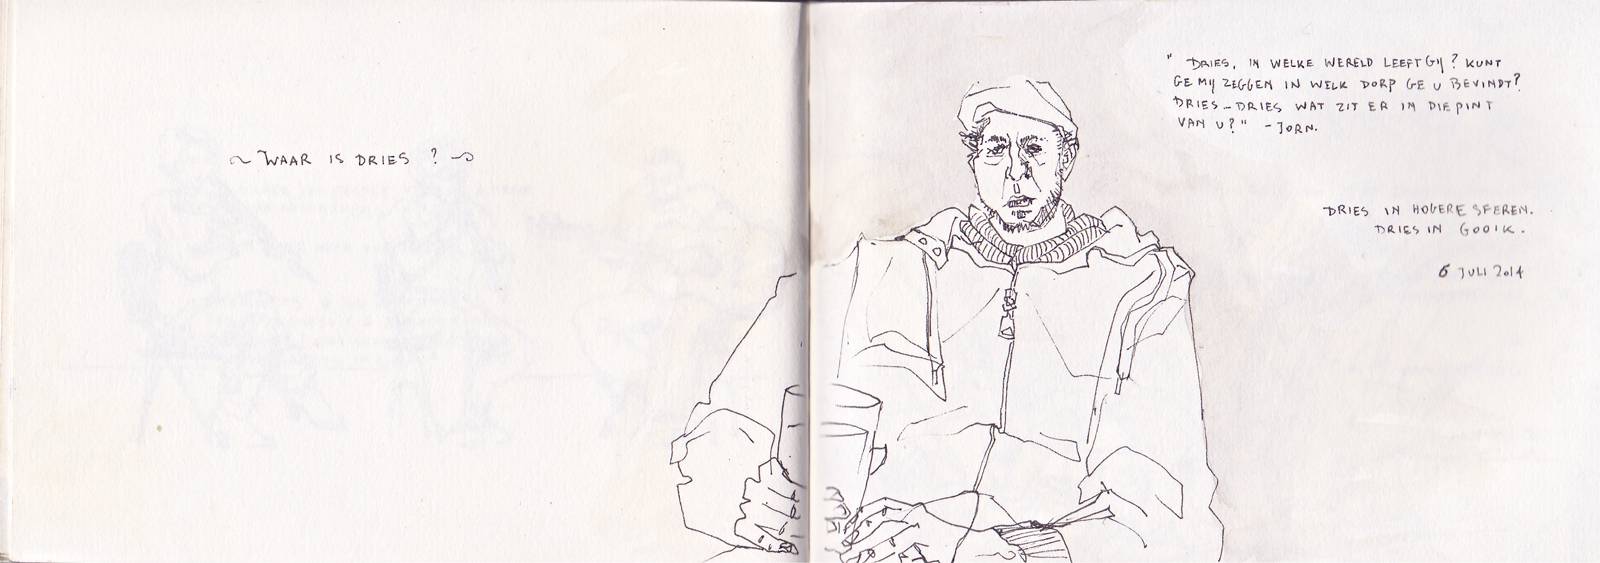 ~ WAAR IS DRIES ? ~
" DRIES, IN WELKE WERELD LEEFT GIJ? KUNT
GE MIJ ZEGGEN IN WELK DORP GE U BEVINDT?
DRIES - DRIES WAT ZIT ER IN DIE PINT
VAN U?" - JORN.
DRIES IN HOGERE SFEREN.
DRIES IN GOOIK.
6 JULI 2014